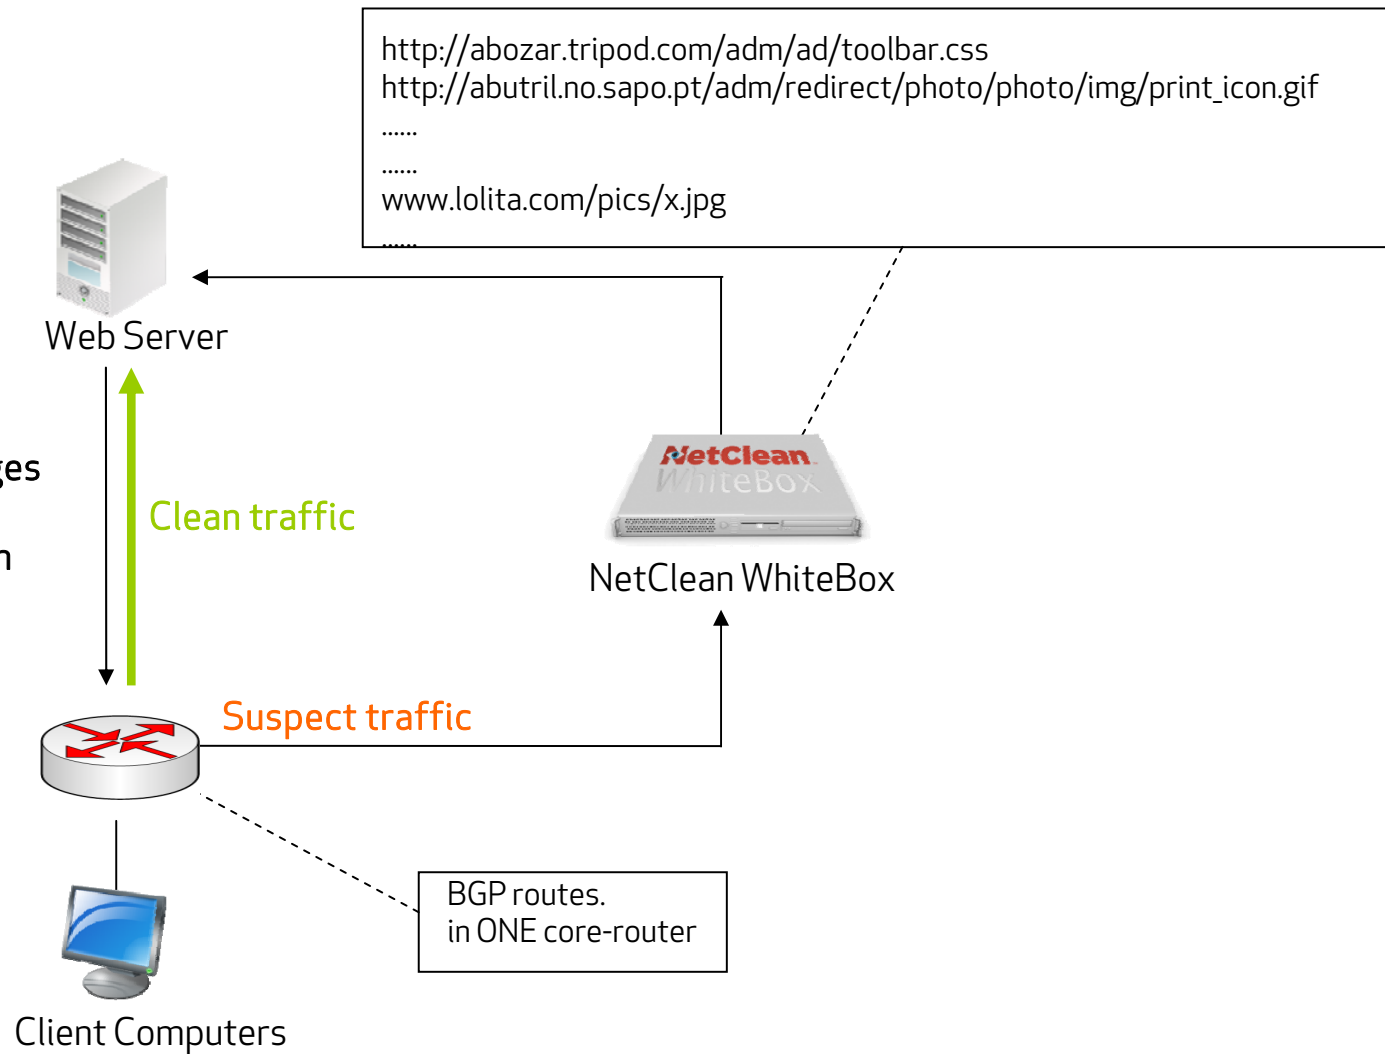 http://abozar.tripod.com/adm/ad/toolbar.css
http://abutril.no.sapo.pt/adm/redirect/photo/photo/img/print_icon.gif
......
......
www.lolita.com/pics/x.jpg
......
Web Server
ges
Clean traffic
n
NetClean
WhiteBox
NetClean WhiteBox
Suspect traffic
BGP routes.
in ONE core-router
Client Computers